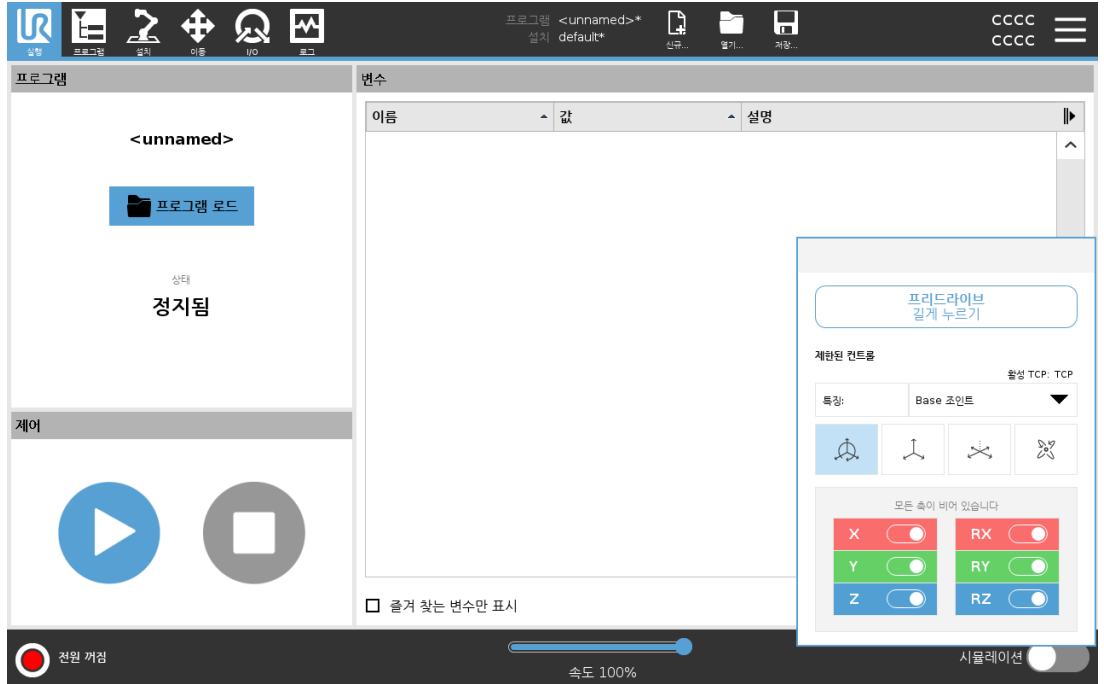 UR
실행
프로그램
설치
이동
I/O
로그
프로그램 <unnamed>*
설치 default*
신규...
열기...
저장...
CCCC
CCCC
프로그램
<unnamed>
프로그램 로드
상태
정지됨
제어
변수
이름
값
설명
즐겨 찾는 변수만 표시
프리드라이브
길게 누르기
제한된 컨트롤
활성 TCP: TCP
특징: Base 조인트
모든 축이 비어 있습니다
X RX
Y RY
Z RZ
전원 꺼짐
속도 100%
시뮬레이션